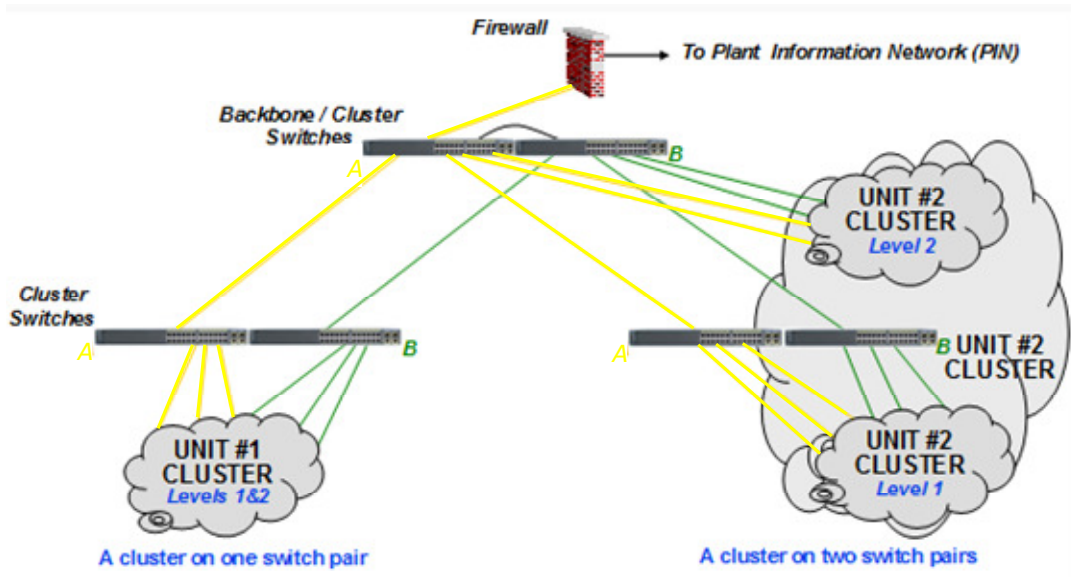 Firewall
To Plant Information Network (PIN)
Backbone / Cluster
Switches
A
B
UNIT #2
CLUSTER
Level 2
Cluster
Switches
A
B
A
B
UNIT #2
CLUSTER
UNIT #1
CLUSTER
Levels 1&2
UNIT #2
CLUSTER
Level 1
A cluster on one switch pair
A cluster on two switch pairs